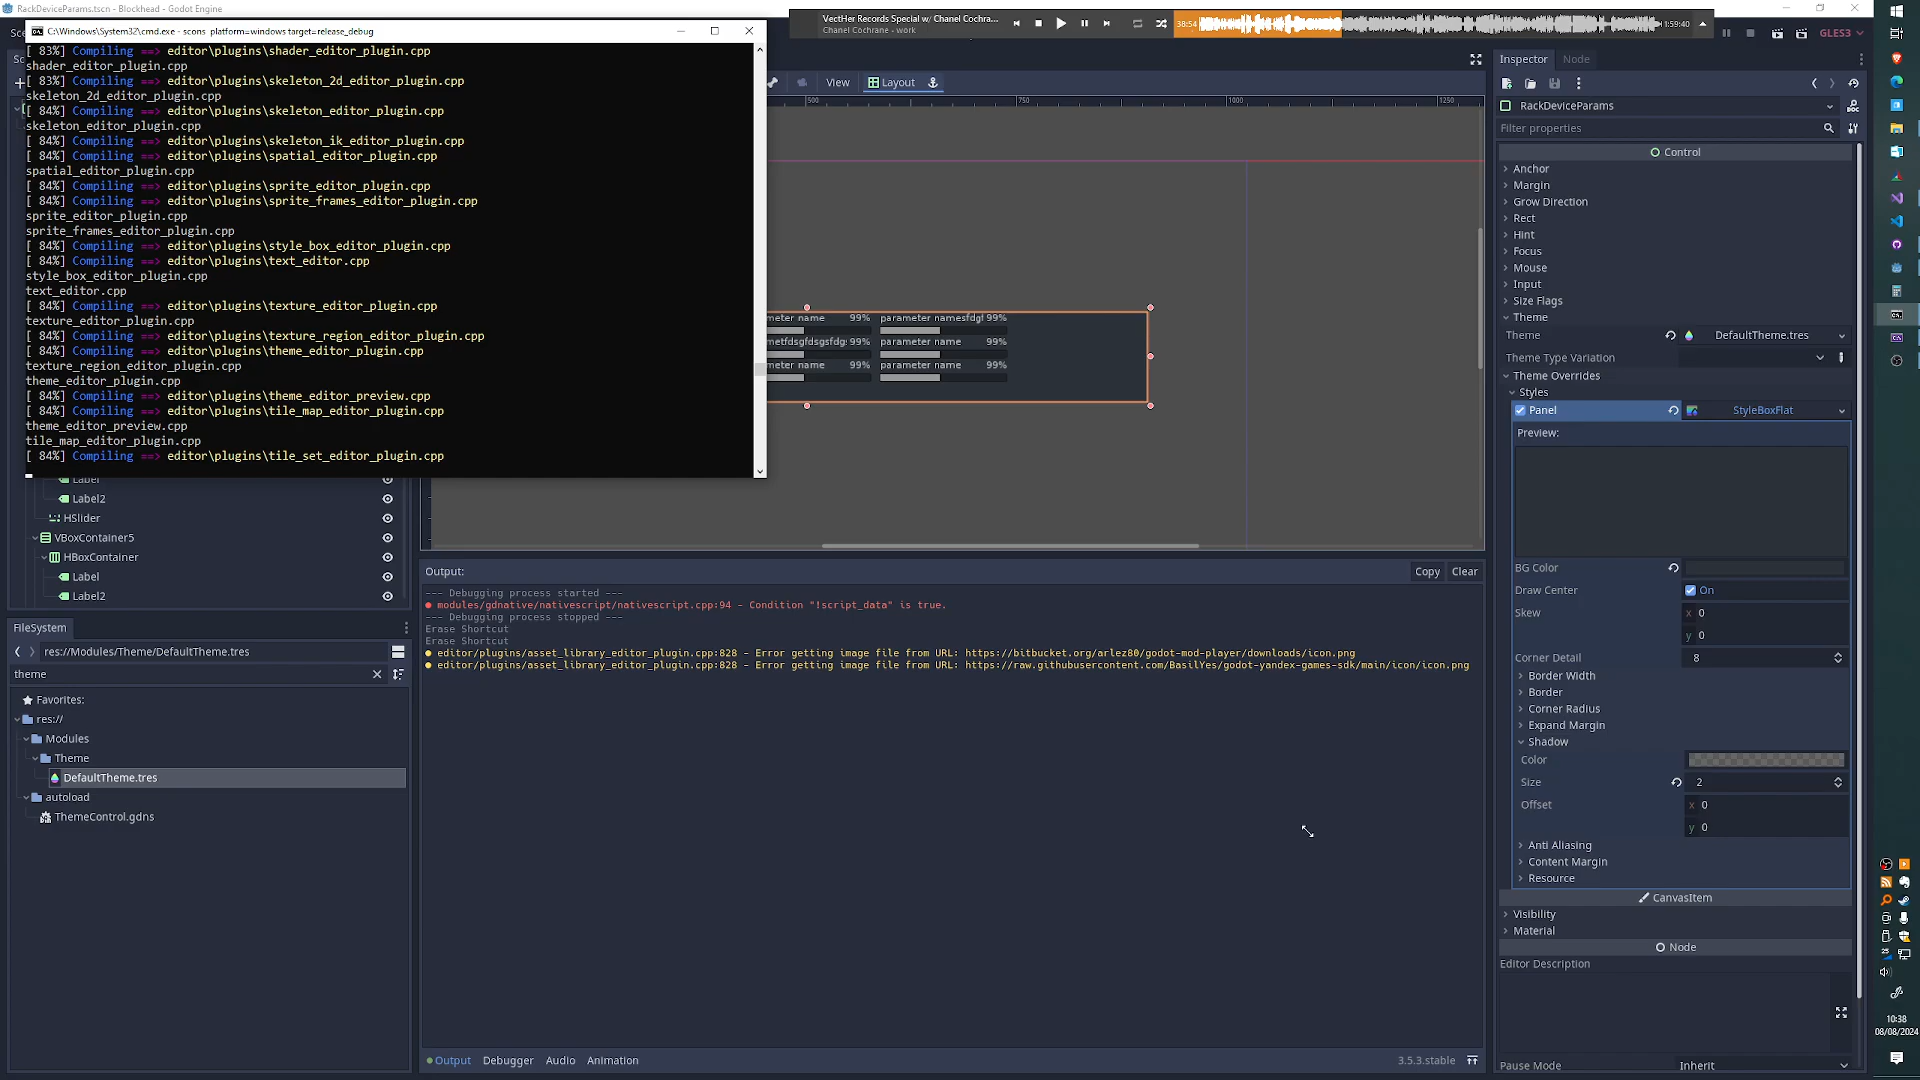 RackDeviceParams.tscn - Blockhead - Godot Engine
C:\Windows\System32\cmd.exe - scons platform=windows target=release_debug
[ 83%] Compiling ==> editor\plugins\shader_editor_plugin.cpp
shader_editor_plugin.cpp
[ 83%] Compiling ==> editor\plugins\skeleton_2d_editor_plugin.cpp
skeleton_2d_editor_plugin.cpp
[ 84%] Compiling ==> editor\plugins\skeleton_editor_plugin.cpp
skeleton_editor_plugin.cpp
[ 84%] Compiling ==> editor\plugins\skeleton_ik_editor_plugin.cpp
[ 84%] Compiling ==> editor\plugins\spatial_editor_plugin.cpp
spatial_editor_plugin.cpp
[ 84%] Compiling ==> editor\plugins\sprite_editor_plugin.cpp
[ 84%] Compiling ==> editor\plugins\sprite_frames_editor_plugin.cpp
sprite_editor_plugin.cpp
sprite_frames_editor_plugin.cpp
[ 84%] Compiling ==> editor\plugins\style_box_editor_plugin.cpp
[ 84%] Compiling ==> editor\plugins\text_editor.cpp
style_box_editor_plugin.cpp
text_editor.cpp
[ 84%] Compiling ==> editor\plugins\texture_editor_plugin.cpp
texture_editor_plugin.cpp
[ 84%] Compiling ==> editor\plugins\texture_region_editor_plugin.cpp
[ 84%] Compiling ==> editor\plugins\theme_editor_plugin.cpp
texture_region_editor_plugin.cpp
theme_editor_plugin.cpp
[ 84%] Compiling ==> editor\plugins\theme_editor_preview.cpp
[ 84%] Compiling ==> editor\plugins\tile_map_editor_plugin.cpp
theme_editor_preview.cpp
tile_map_editor_plugin.cpp
[ 84%] Compiling ==> editor\plugins\tile_set_editor_plugin.cpp
VectHer Records Special w/ Chanel Cochra...
Chanel Cochrane - work
38:54
1:59:40
GLES3
View
Layout
500
750
1000
1250
meter name 99%
parameter namesfdgf 99%
metfdsgfdsgsfdg: 99%
parameter name 99%
meter name 99%
parameter name 99%
Label
Label2
HSlider
VBoxContainer5
HBoxContainer
Label
Label2
FileSystem
res://Modules/Theme/DefaultTheme.tres
theme
Favorites:
res://
Modules
Theme
DefaultTheme.tres
autoload
ThemeControl.gdns
Output:
Copy
Clear
--- Debugging process started ---
modules/gdnative/nativescript/nativescript.cpp:94 - Condition "!script_data" is true.
--- Debugging process stopped ---
Erase Shortcut
Erase Shortcut
editor/plugins/asset_library_editor_plugin.cpp:828 - Error getting image file from URL: https://bitbucket.org/arlez80/godot-mod-player/downloads/icon.png
editor/plugins/asset_library_editor_plugin.cpp:828 - Error getting image file from URL: https://raw.githubusercontent.com/BasilYes/godot-yandex-games-sdk/main/icon/icon.png
Output
Debugger
Audio
Animation
3.5.3.stable
Inspector
Node
RackDeviceParams
Filter properties
Control
Anchor
Margin
Grow Direction
Rect
Hint
Focus
Mouse
Input
Size Flags
Theme
Theme DefaultTheme.tres
Theme Type Variation
Theme Overrides
Styles
Panel StyleBoxFlat
Preview:
BG Color
Draw Center On
Skew x 0
y 0
Corner Detail 8
Border Width
Border
Corner Radius
Expand Margin
Shadow
Color
Size 2
Offset x 0
y 0
Anti Aliasing
Content Margin
Resource
CanvasItem
Visibility
Material
Node
Editor Description
Pause Mode Inherit
10:38
08/08/2024